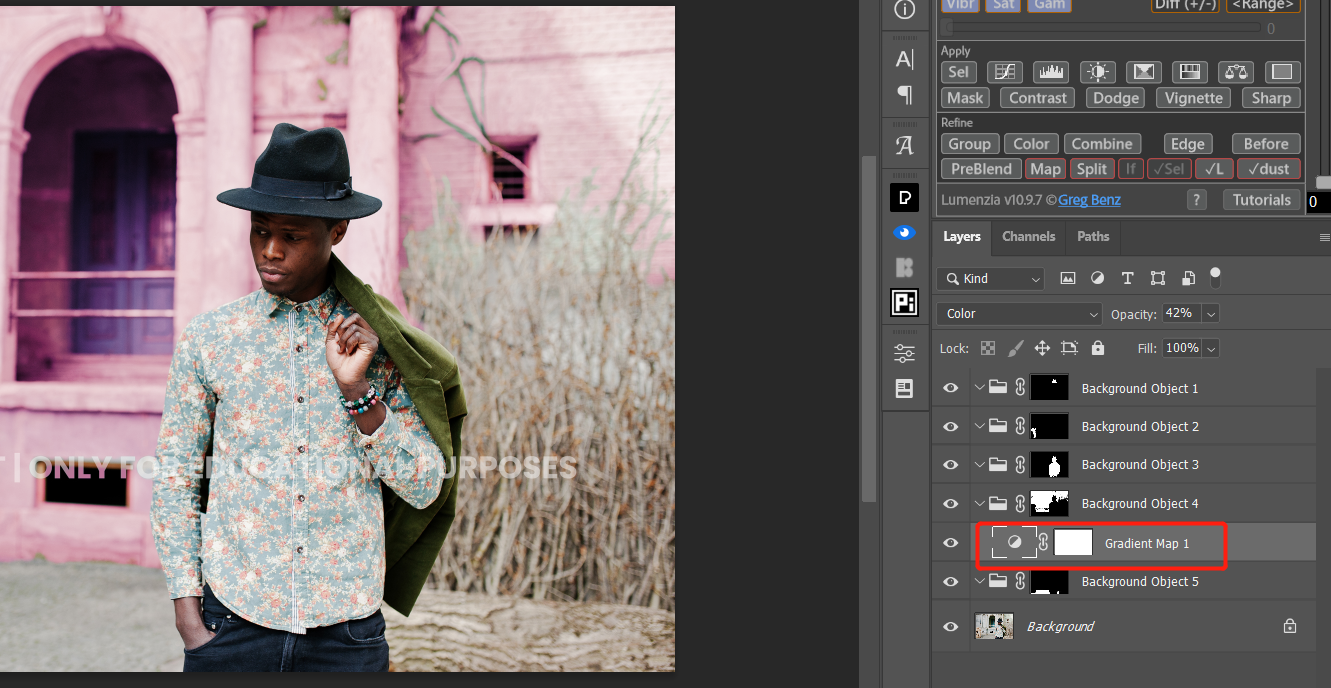 Vibr Sat Gam Diff (+/-) <Range>
0
Apply
Sel
Mask Contrast Dodge Vignette Sharp
Refine
Group Color Combine Edge Before
PreBlend Map Split If ✓Sel ✓L ✓dust
Lumenzia v10.9.7 ©Greg Benz ? Tutorials
0
Layers Channels Paths
Kind
Color Opacity: 42%
Lock: Fill: 100%
Background Object 1
Background Object 2
Background Object 3
Background Object 4
Gradient Map 1
Background Object 5
Background
T | ONLY FOR EDUCATIONAL PURPOSES